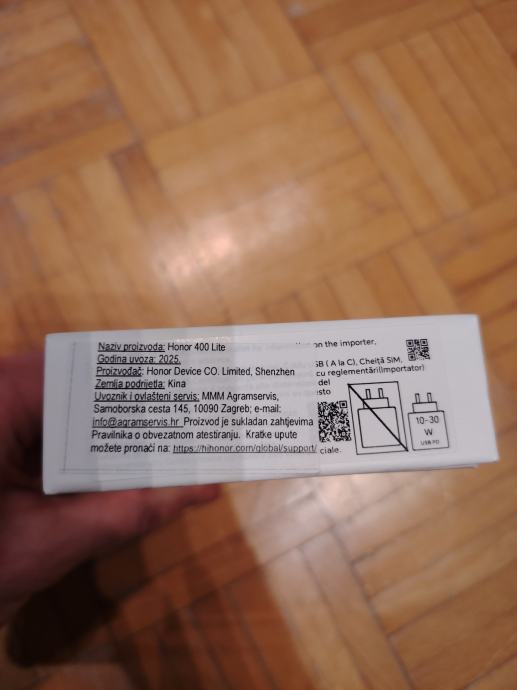 Naziv proizvoda: Honor 400 Lite
Godina uvoza: 2025.
Proizvođač: Honor Device CO. Limited, Shenzhen
Zemlja podrijetla: Kina
Uvoznik i ovlašteni servis: MMM Agramservis,
Samoborska cesta 145, 10090 Zagreb; e-mail:
info@agramservis.hr Proizvod je sukladan zahtjevima
Pravilnika o obvezatnom atestiranju. Kratke upute
možete pronaći na: https://hihonor.com/global/support/
on the importer,
SB ( A la C), Cheiță SIM,
cu reglementări(Importator)
del
sto
ciale.
10-30
W
USB PD